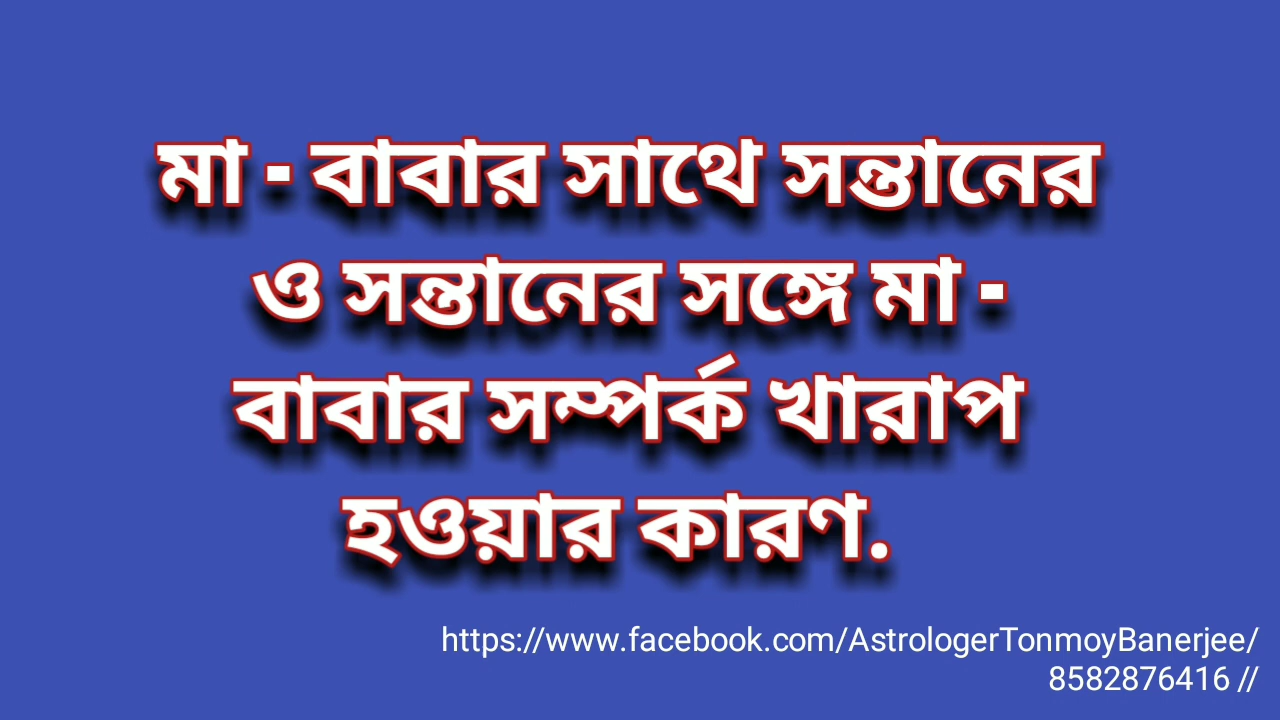 মা - বাবার সাথে সন্তানের
ও সন্তানের সঙ্গে মা -
বাবার সম্পর্ক খারাপ
হওয়ার কারণ.
https://www.facebook.com/AstrologerTonmoyBanerjee/
8582876416 //